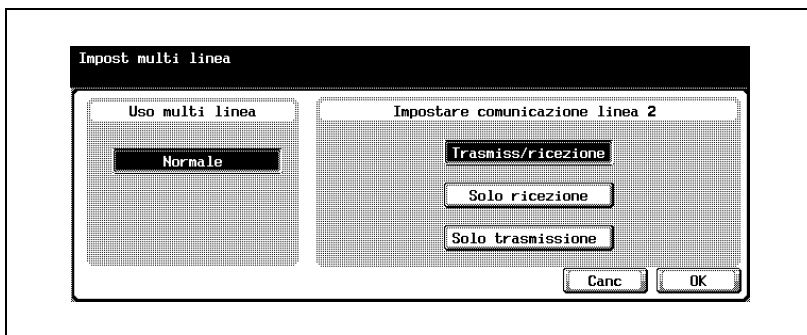 Impost multi linea
Uso multi linea
Normale
Impostare comunicazione linea 2
Trasmiss/ricezione
Solo ricezione
Solo trasmissione
Canc
OK